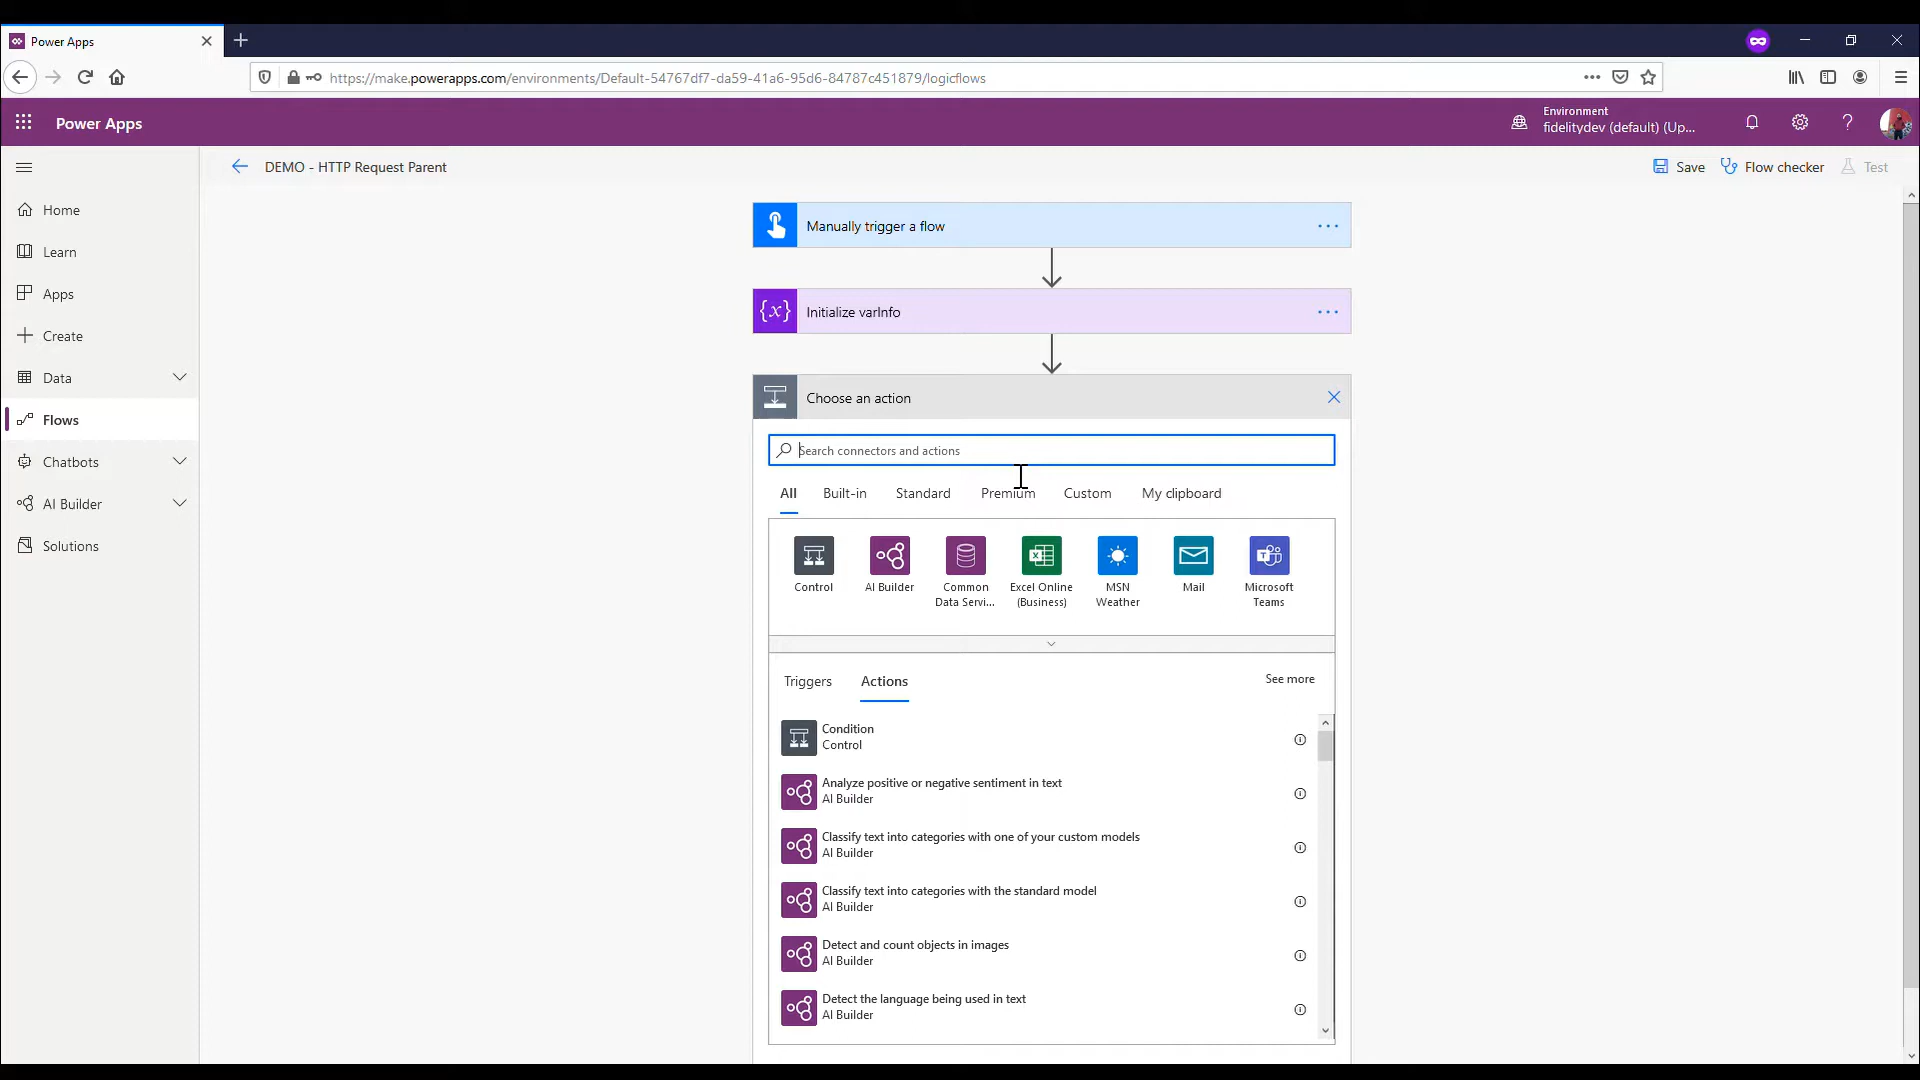 Power Apps
https://make.powerapps.com/environments/Default-54767df7-da59-41a6-95d6-84787c451879/logicflows
Power Apps
Environment
fidelitydev (default) (Up...
DEMO - HTTP Request Parent
Save
Flow checker
Test
Home
Learn
Apps
Create
Data
Flows
Chatbots
AI Builder
Solutions
Manually trigger a flow
{x}
Initialize varInfo
Choose an action
Search connectors and actions
All
Built-in
Standard
Premium
Custom
My clipboard
Control
AI Builder
Common
Data Servi...
Excel Online
(Business)
MSN
Weather
Mail
Microsoft
Teams
Triggers
Actions
See more
Condition
Control
Analyze positive or negative sentiment in text
AI Builder
Classify text into categories with one of your custom models
AI Builder
Classify text into categories with the standard model
AI Builder
Detect and count objects in images
AI Builder
Detect the language being used in text
AI Builder